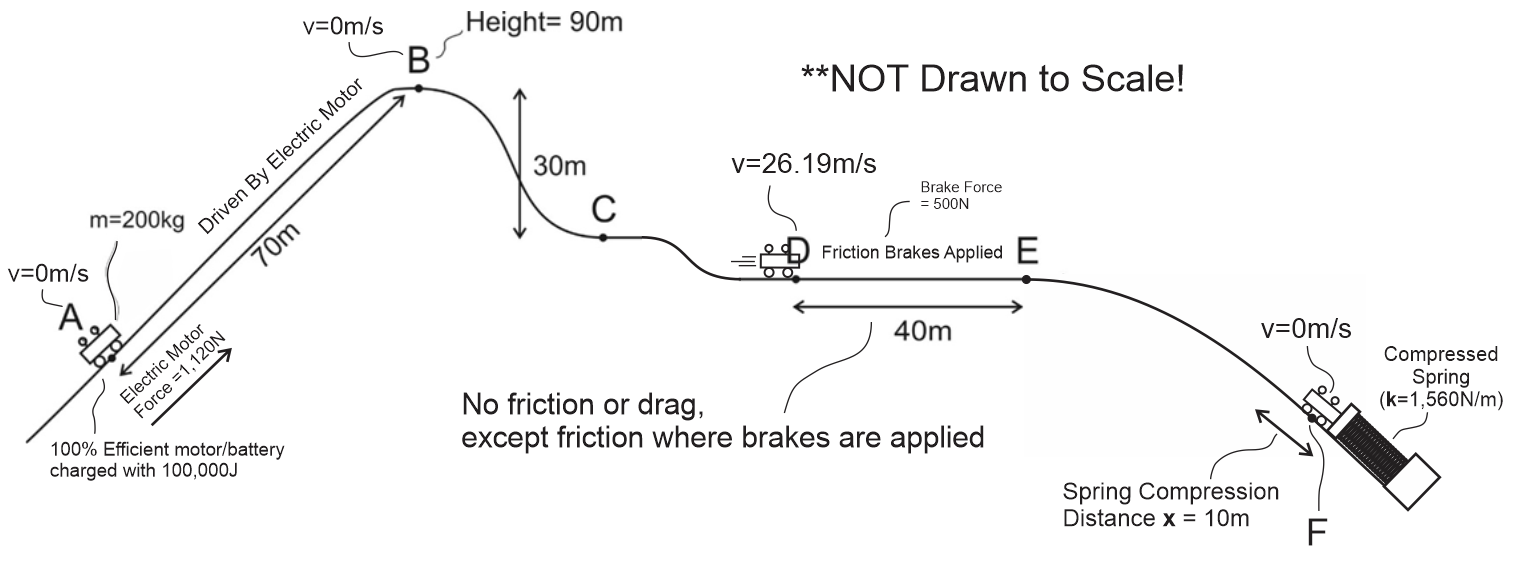 v=0m/s
Height= 90m
B
**NOT Drawn to Scale!
Driven By Electric Motor
70m
30m
C
m=200kg
v=0m/s
A
Electric Motor
Force =1,120N
100% Efficient motor/battery
charged with 100,000J
v=26.19m/s
Brake Force
= 500N
D
Friction Brakes Applied
E
40m
No friction or drag,
except friction where brakes are applied
v=0m/s
Compressed
Spring
(k=1,560N/m)
Spring Compression
Distance x = 10m
F